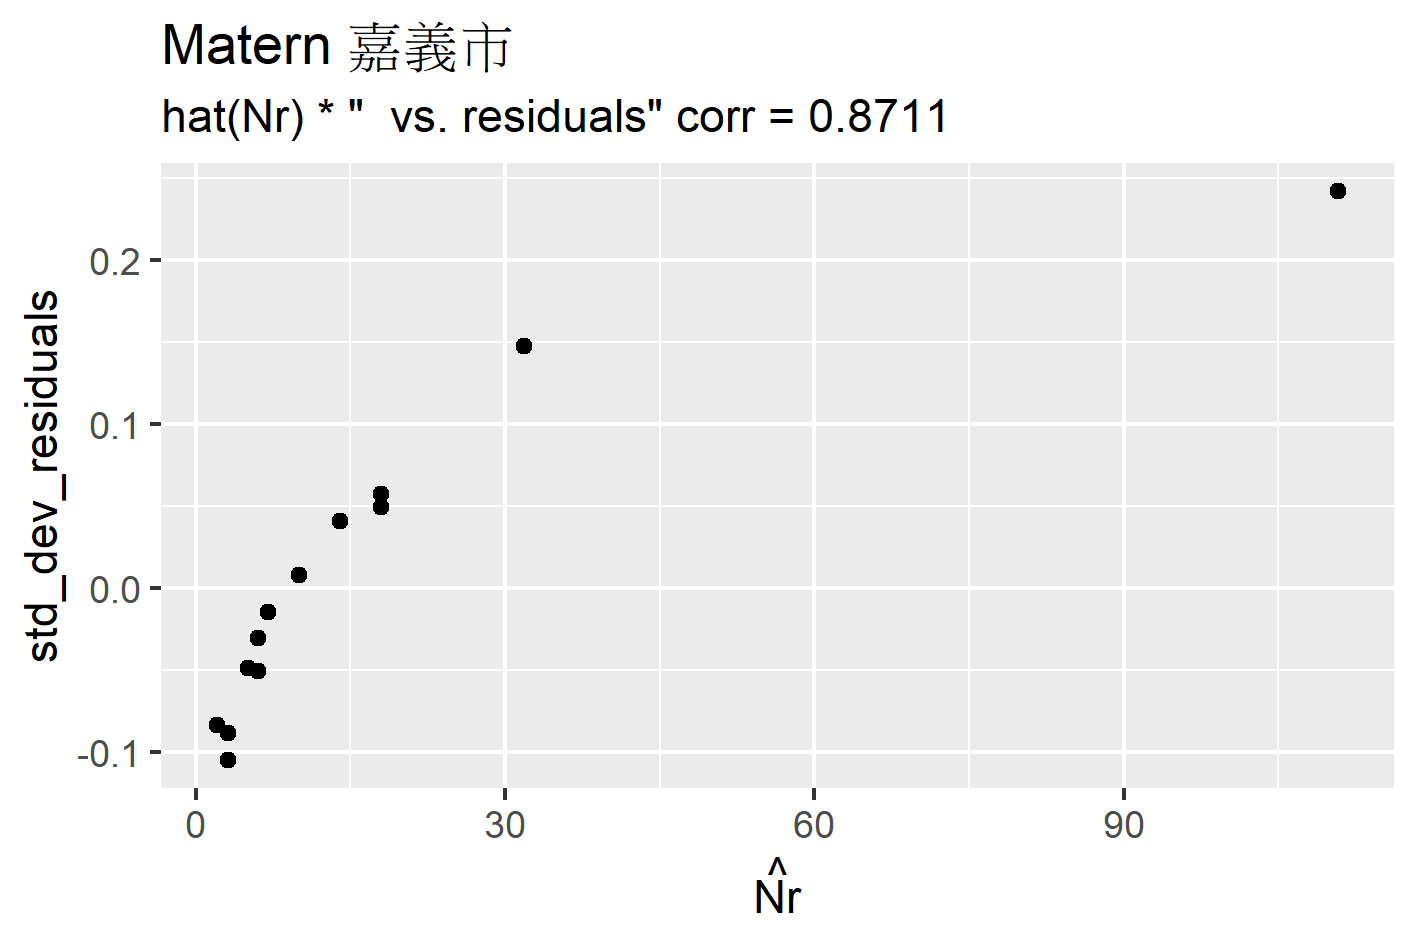 Matern 嘉義市
hat(Nr) * "  vs. residuals" corr = 0.8711
std_dev_residuals
0.2
0.1
0.0
-0.1
0 30 60 90
N̂r